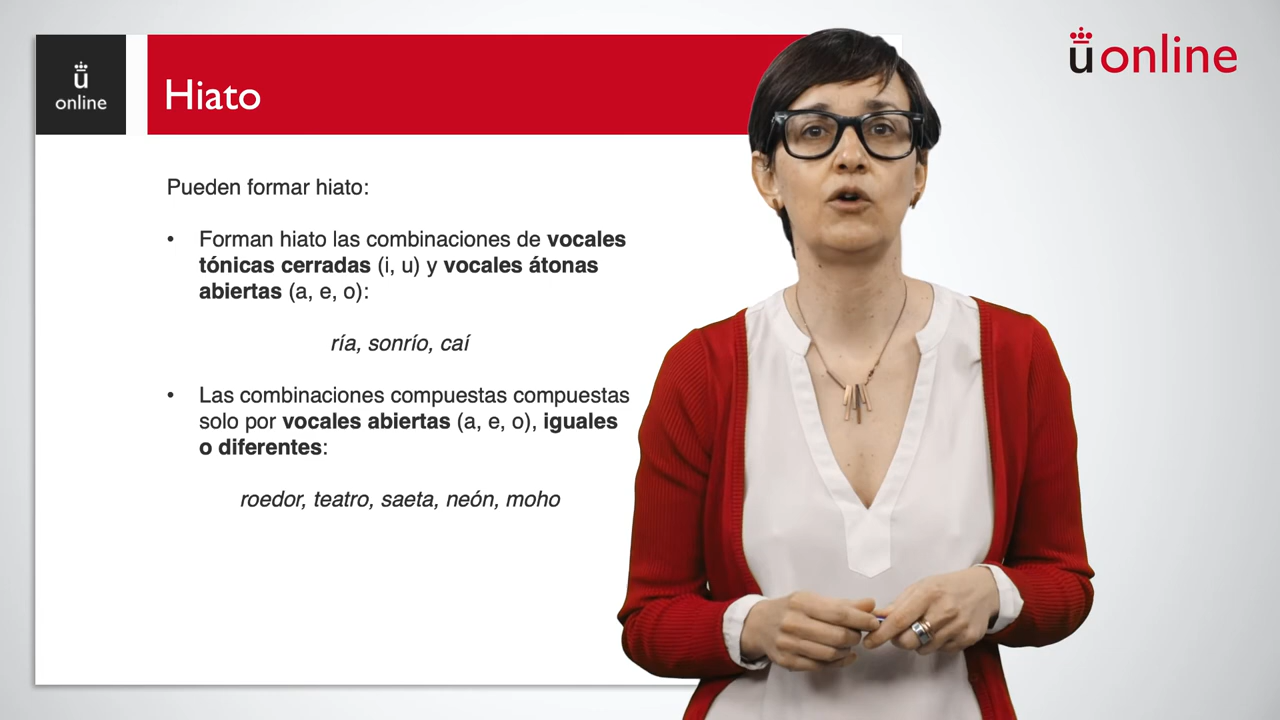 ü online
ü
online
Hiato
Pueden formar hiato:
• Forman hiato las combinaciones de vocales
tónicas cerradas (i, u) y vocales átonas
abiertas (a, e, o):
ría, sonrío, caí
• Las combinaciones compuestas compuestas
solo por vocales abiertas (a, e, o), iguales
o diferentes:
roedor, teatro, saeta, neón, moho